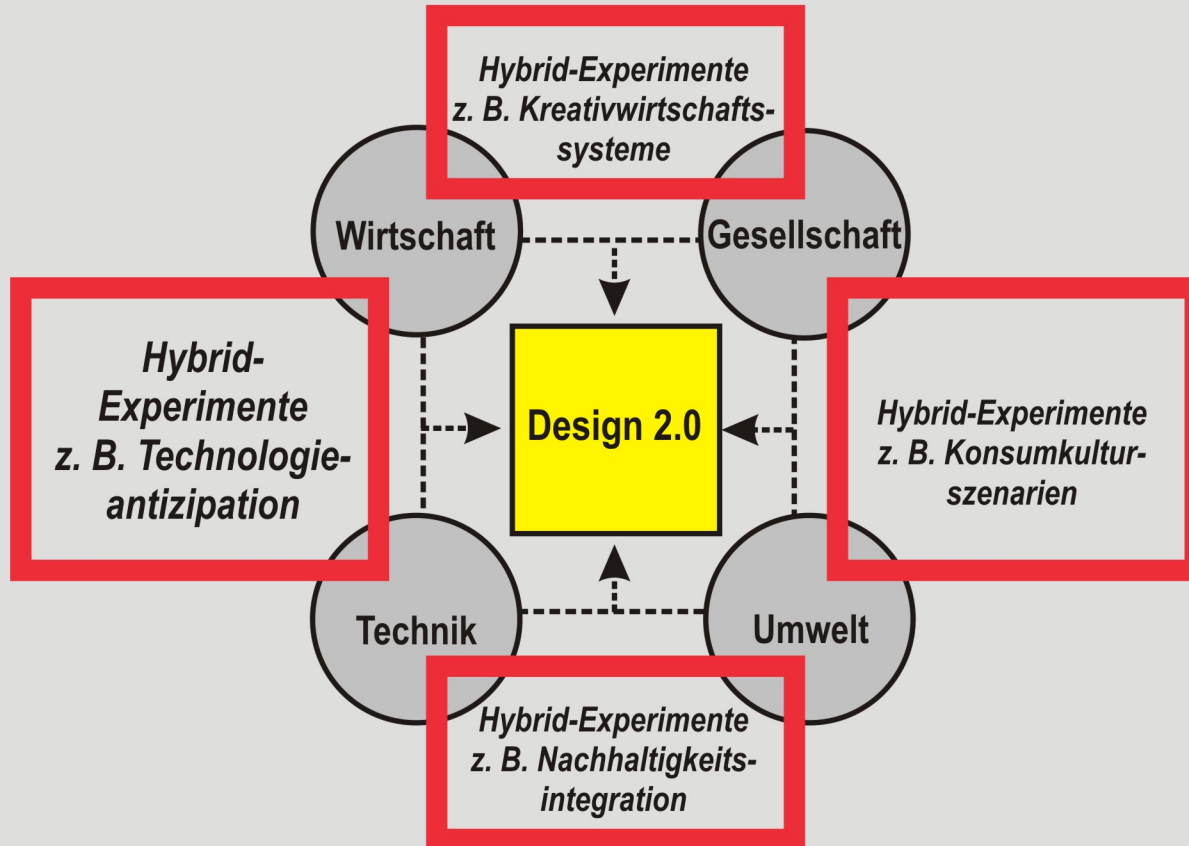 Hybrid-Experimente
z. B. Kreativwirtschafts-
systeme
Wirtschaft
Gesellschaft
Hybrid-
Experimente
z. B. Technologie-
antizipation
Design 2.0
Hybrid-Experimente
z. B. Konsumkultur-
szenarien
Technik
Umwelt
Hybrid-Experimente
z. B. Nachhaltigkeits-
integration